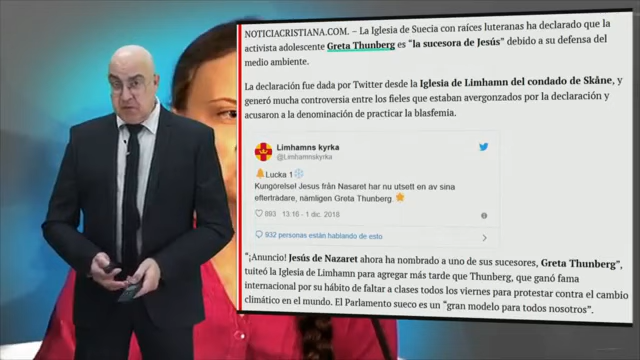 NOTICIACRISTIANA.COM. – La Iglesia de Suecia con raíces luteranas ha declarado que la
activista adolescente Greta Thunberg es “la sucesora de Jesús” debido a su defensa del
medio ambiente.
La declaración fue dada por Twitter desde la Iglesia de Limhamn del condado de Skåne, y
generó mucha controversia entre los fieles que estaban avergonzados por la declaración y
acusaron a la denominación de practicar la blasfemia.
Limhamns kyrka
@Limhamnskyrka
Lucka 1
Kungörelse! Jesus från Nasaret har nu utsett en av sina
efterträdare, nämligen Greta Thunberg.
893 13:16 - 1 dic. 2018
932 personas están hablando de esto
“¡Anuncio! Jesús de Nazaret ahora ha nombrado a uno de sus sucesores, Greta Thunberg”,
tuiteó la Iglesia de Limhamn para agregar más tarde que Thunberg, que ganó fama
internacional por su hábito de faltar a clases todos los viernes para protestar contra el cambio
climático en el mundo. El Parlamento sueco es un “gran modelo para todos nosotros”.